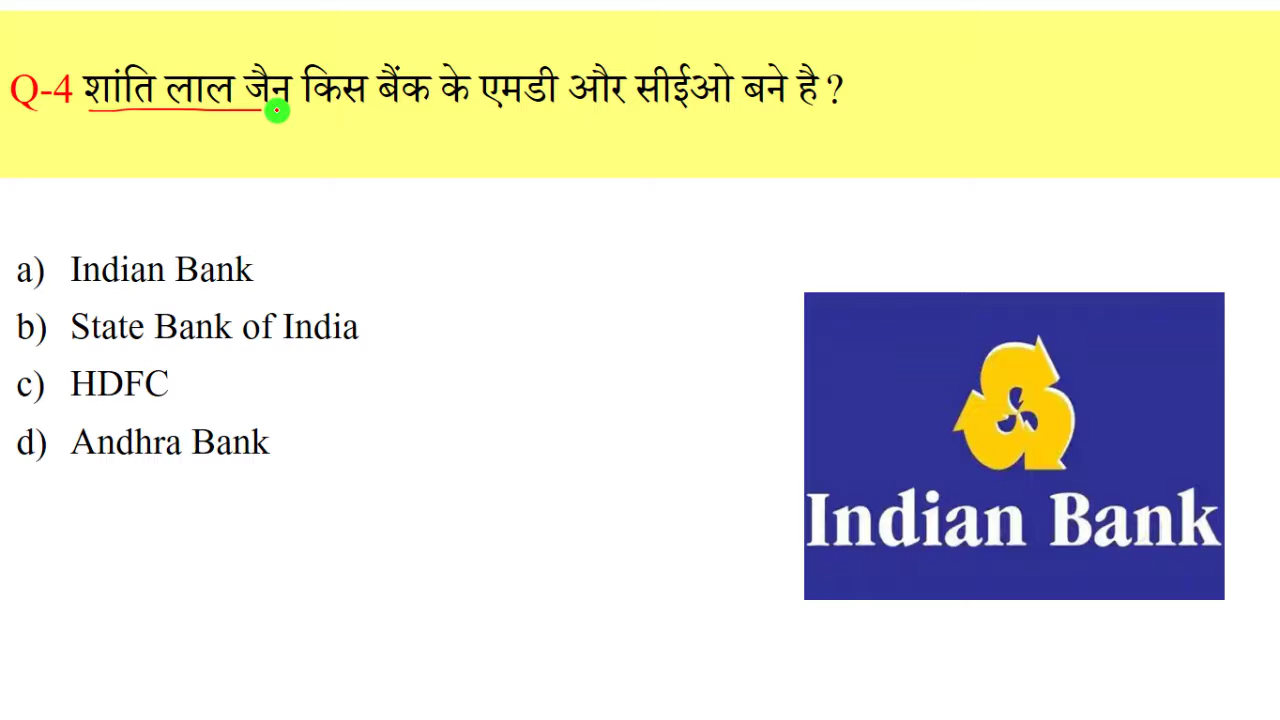 Q-4 शांति लाल जैन किस बैंक के एमडी और सीईओ बने है ?
a) Indian Bank
b) State Bank of India
c) HDFC
d) Andhra Bank
Indian Bank